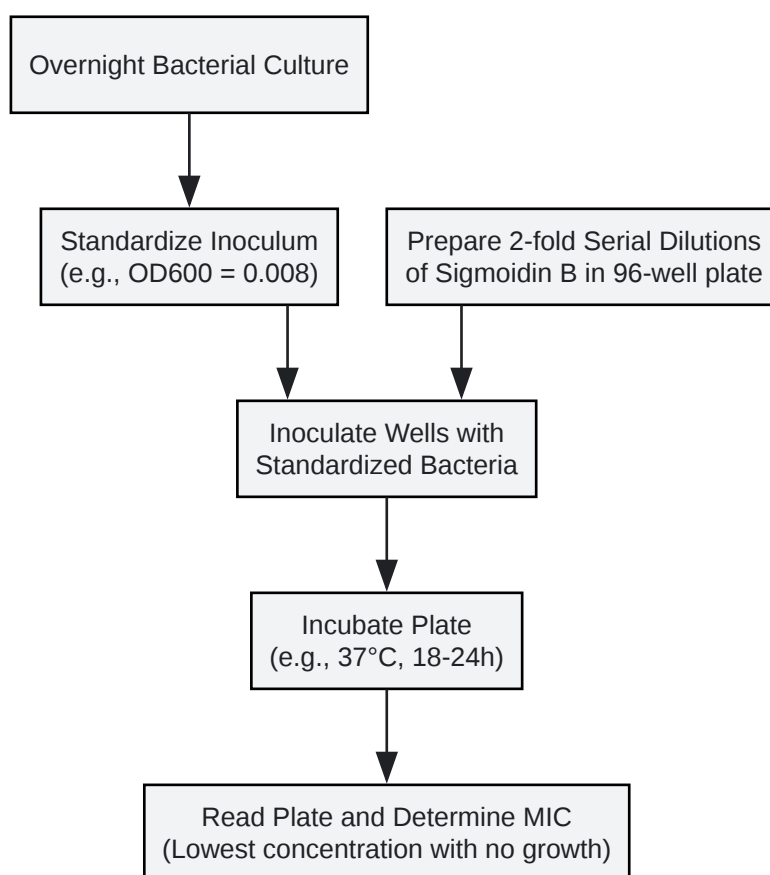 Overnight Bacterial Culture
Standardize Inoculum
(e.g., OD600 = 0.008)
Prepare 2-fold Serial Dilutions
of Sigmoidin B in 96-well plate
Inoculate Wells with
Standardized Bacteria
Incubate Plate
(e.g., 37°C, 18-24h)
Read Plate and Determine MIC
(Lowest concentration with no growth)